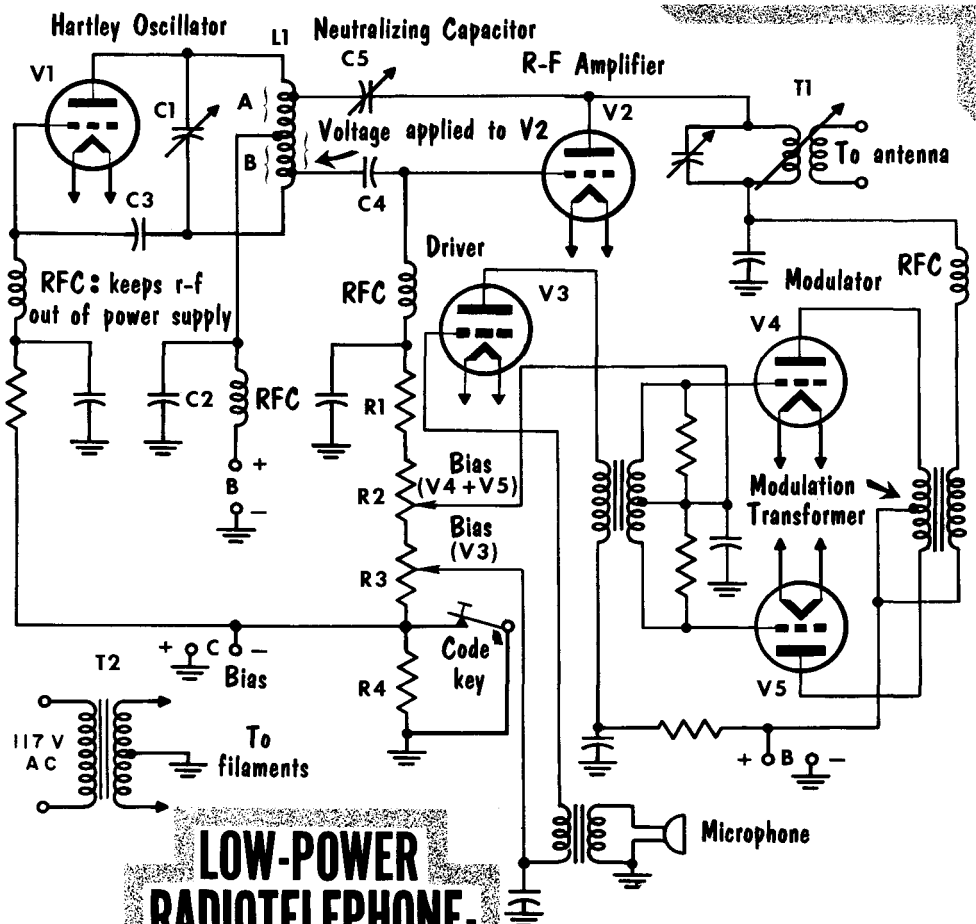 Hartley Oscillator
Neutralizing Capacitor
L1
C5
R-F Amplifier
V1
C1
A
V2
T1
Voltage applied to V2
B
To antenna
C3
C4
Driver
RFC: keeps r-f
out of power supply
RFC
V3
Modulator
RFC
V4
C2
RFC
R1
+
B
−
Bias
(V4+V5)
R2
Modulation
Transformer
Bias
(V3)
R3
Code
key
+ C −
Bias
T2
R4
V5
117 V
AC
To
filaments
+ B −
Microphone
LOW-POWER
RADIOTELEPHONE-